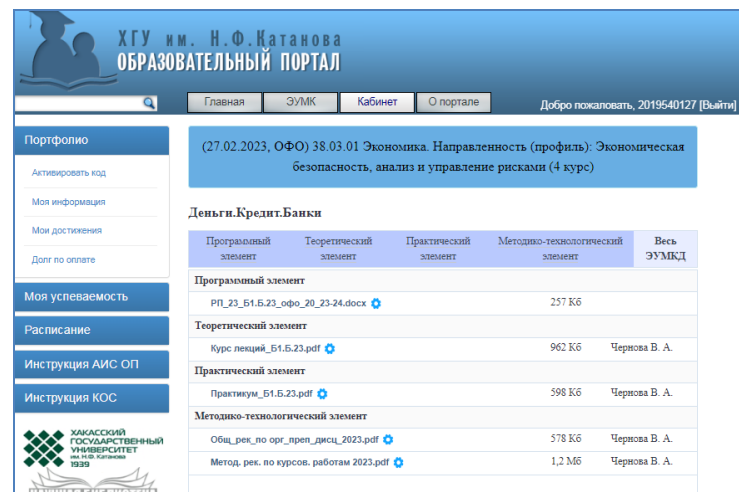 ХГУ им. Н.Ф.Катанова
ОБРАЗОВАТЕЛЬНЫЙ ПОРТАЛ
Главная ЭУМК Кабинет О портале
Добро пожаловать, 2019540127 [Выйти]
Портфолио
Активировать код
Моя информация
Мои достижения
Долг по оплате
Моя успеваемость
Расписание
Инструкция АИС ОП
Инструкция КОС
ХАКАССКИЙ
ГОСУДАРСТВЕННЫЙ
УНИВЕРСИТЕТ
им. Н.Ф. Катанова
1939
(27.02.2023, ОФО) 38.03.01 Экономика. Направленность (профиль): Экономическая
безопасность, анализ и управление рисками (4 курс)
Деньги.Кредит.Банки
Программный элемент Теоретический элемент Практический элемент Методико-технологический элемент Весь ЭУМКД
Программный элемент
РП_23_Б1.Б.23_офо_20_23-24.docx 257 Кб
Теоретический элемент
Курс лекций_Б1.Б.23.pdf 962 Кб Чернова В. А.
Практический элемент
Практикум_Б1.Б.23.pdf 598 Кб Чернова В. А.
Методико-технологический элемент
Общ_рек_по орг_преп_дисц_2023.pdf 578 Кб Чернова В. А.
Метод. рек. по курсов. работам 2023.pdf 1,2 Мб Чернова В. А.